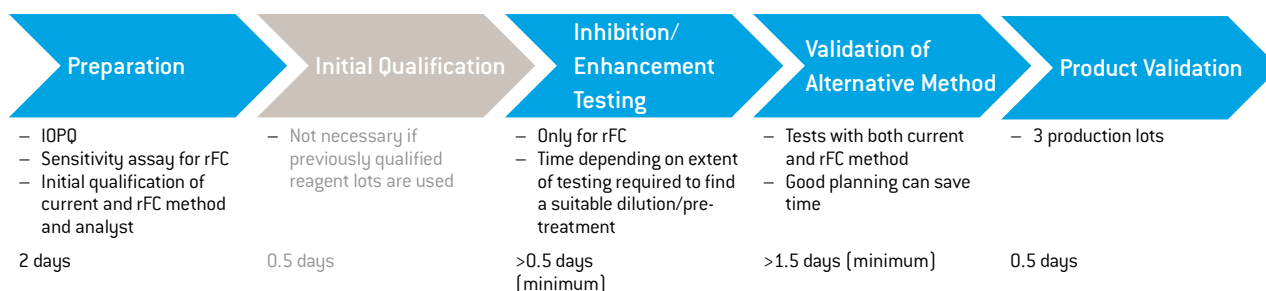 Preparation
Initial Qualification
Inhibition/
Enhancement
Testing
Validation of
Alternative Method
Product Validation
– IOPQ
– Sensitivity assay for rFC
– Initial qualification of
current and rFC method
and analyst
2 days
– Not necessary if
previously qualified
reagent lots are used
0.5 days
– Only for rFC
– Time depending on extent
of testing required to find
a suitable dilution/pre-
treatment
>0.5 days
(minimum)
– Tests with both current
and rFC method
– Good planning can save
time
>1.5 days (minimum)
– 3 production lots
0.5 days